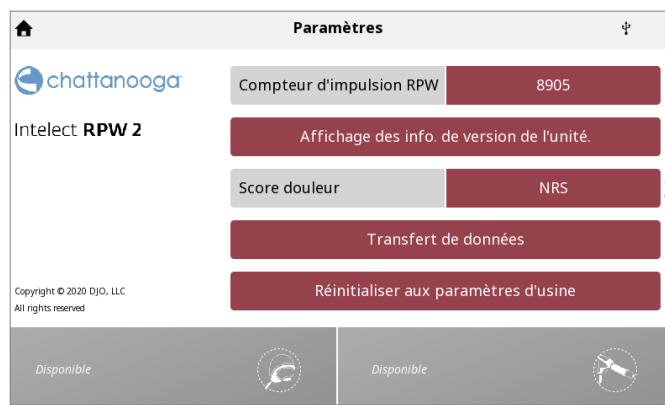 Paramètres
chattanooga
Intelect RPW 2
Compteur d'impulsion RPW
8905
Affichage des info. de version de l'unité.
Score douleur
NRS
Transfert de données
Réinitialiser aux paramètres d'usine
Copyright © 2020 DJO, LLC
All rights reserved
Disponible
Disponible